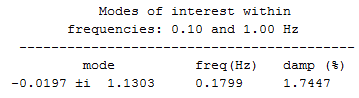 Modes of interest within
frequencies: 0.10 and 1.00 Hz
------------------------------------------------
mode freq(Hz) damp (%)
-0.0197 ±i 1.1303 0.1799 1.7447